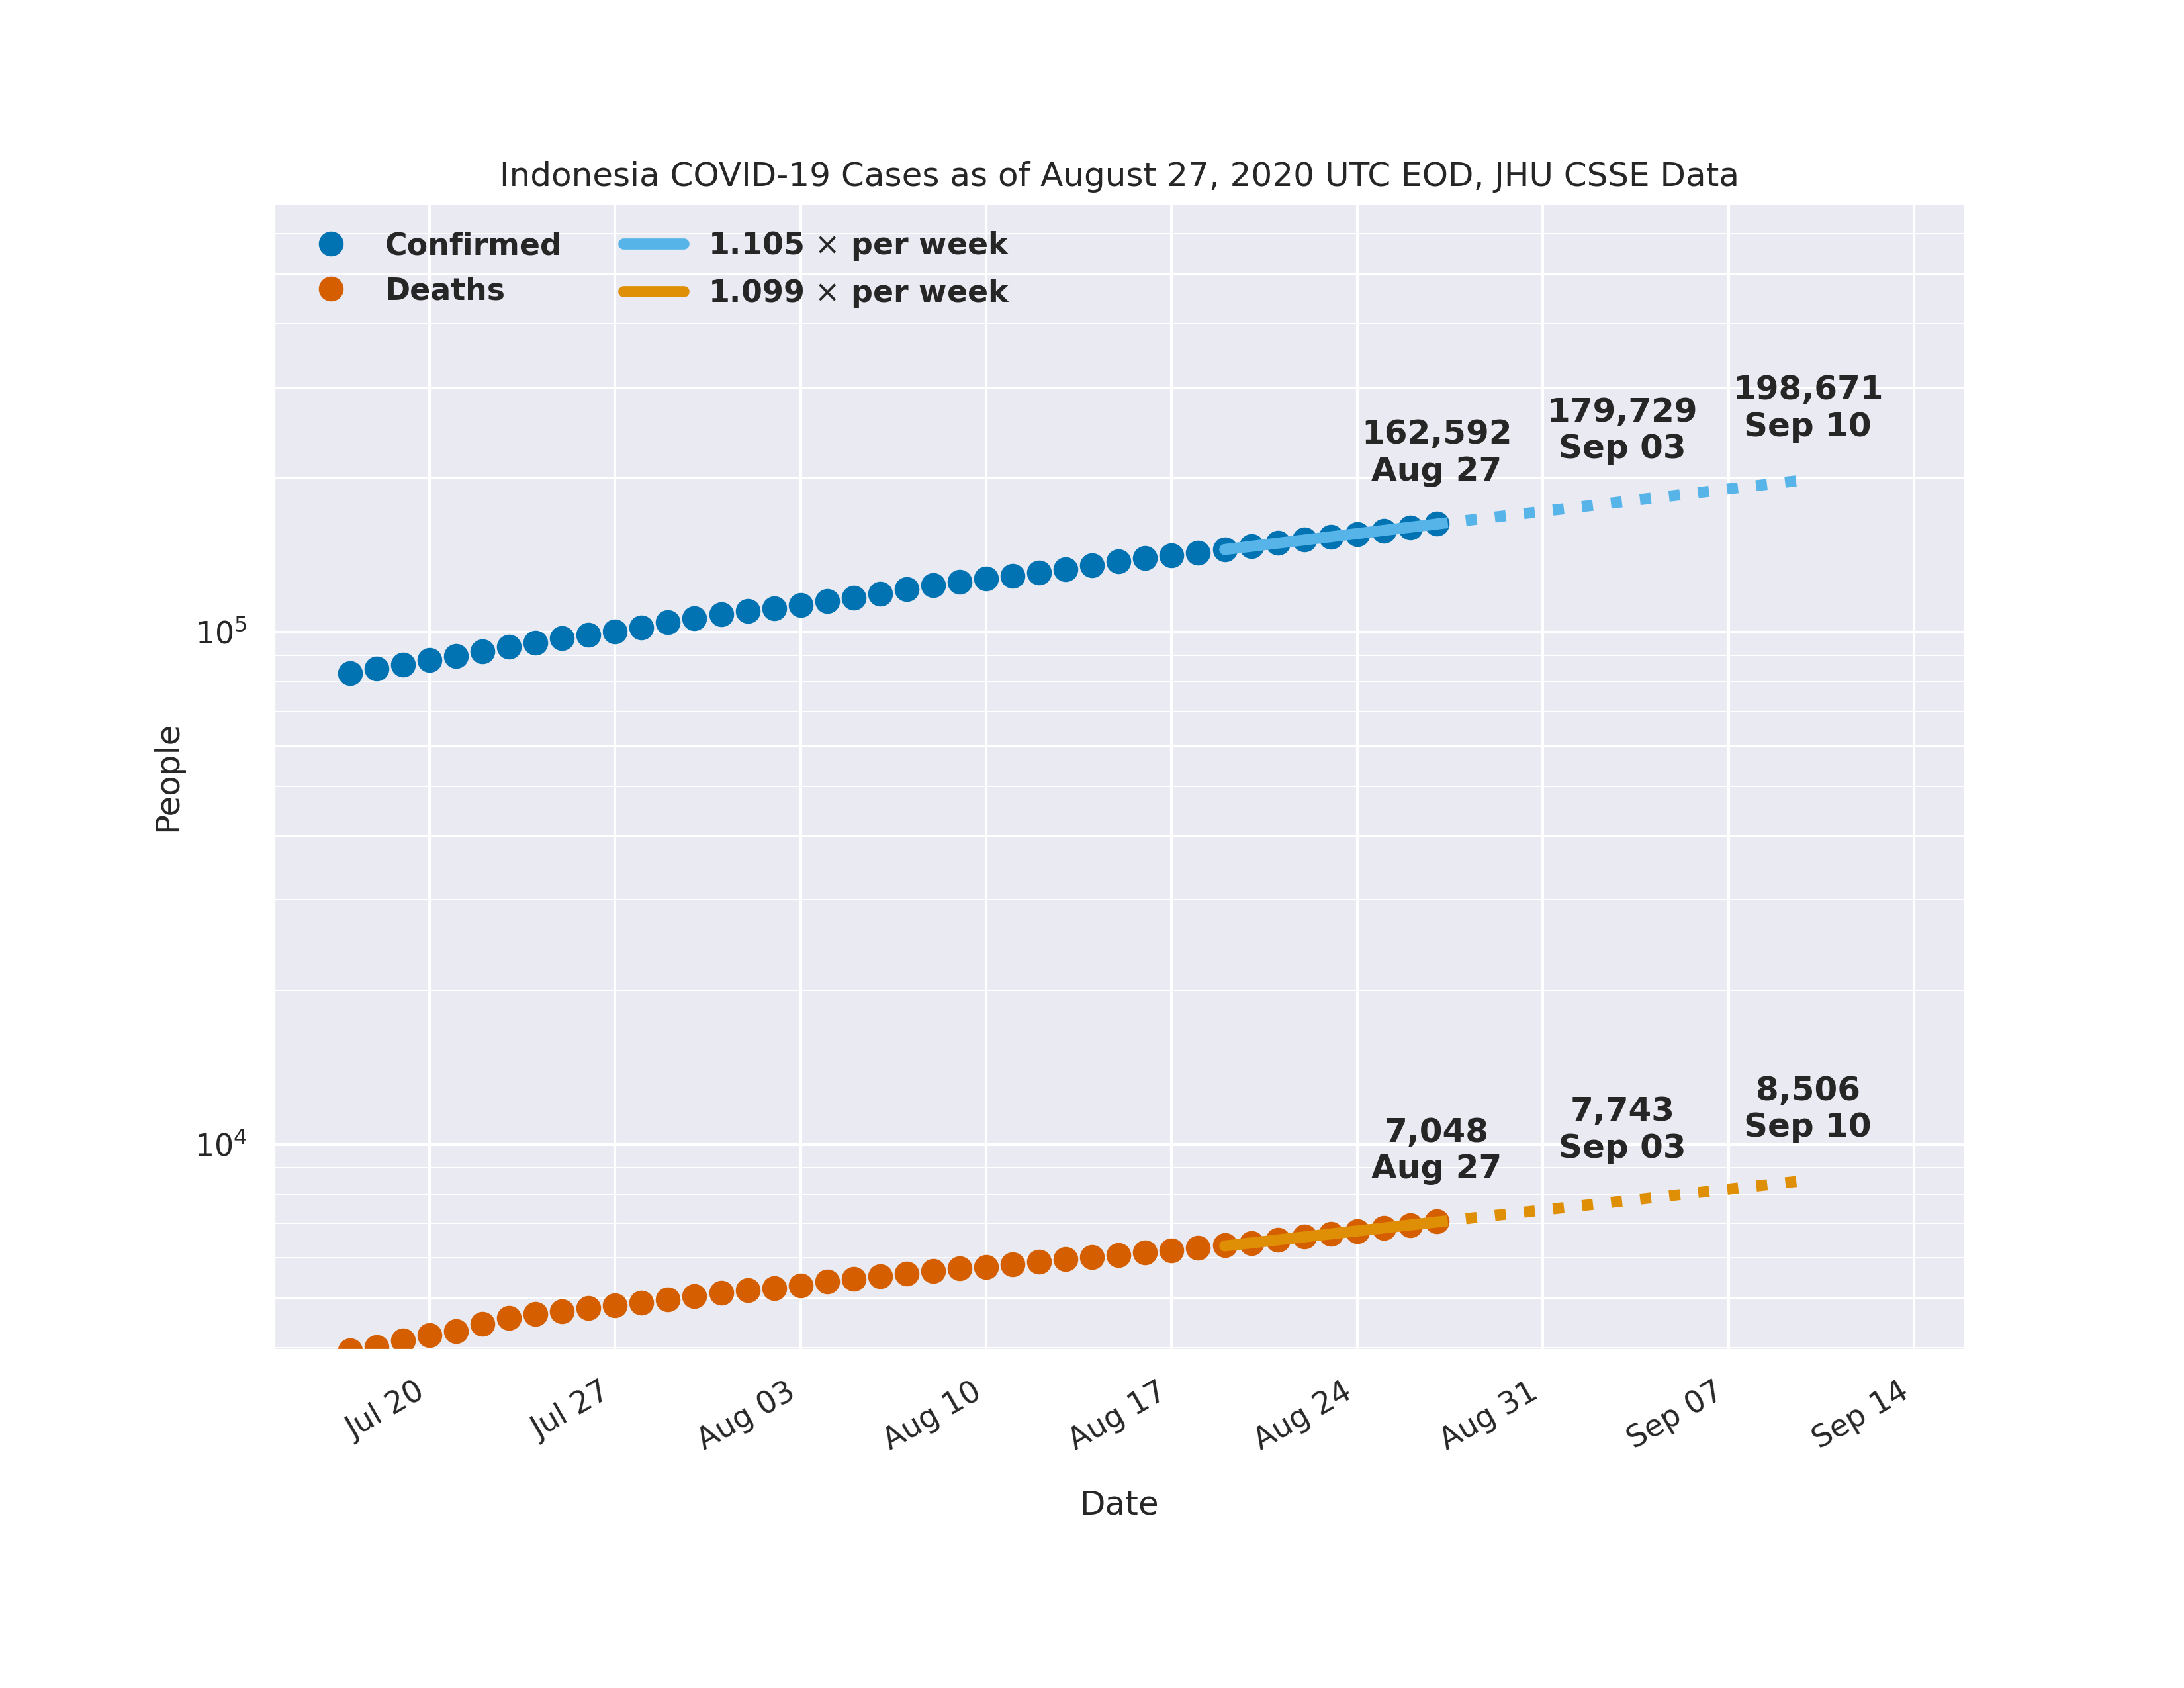 Indonesia COVID-19 Cases as of August 27, 2020 UTC EOD, JHU CSSE Data
Confirmed
Deaths
1.105 × per week
1.099 × per week
162,592
Aug 27
179,729
Sep 03
198,671
Sep 10
7,048
Aug 27
7,743
Sep 03
8,506
Sep 10
People
10⁵
10⁴
Jul 20
Jul 27
Aug 03
Aug 10
Aug 17
Aug 24
Aug 31
Sep 07
Sep 14
Date